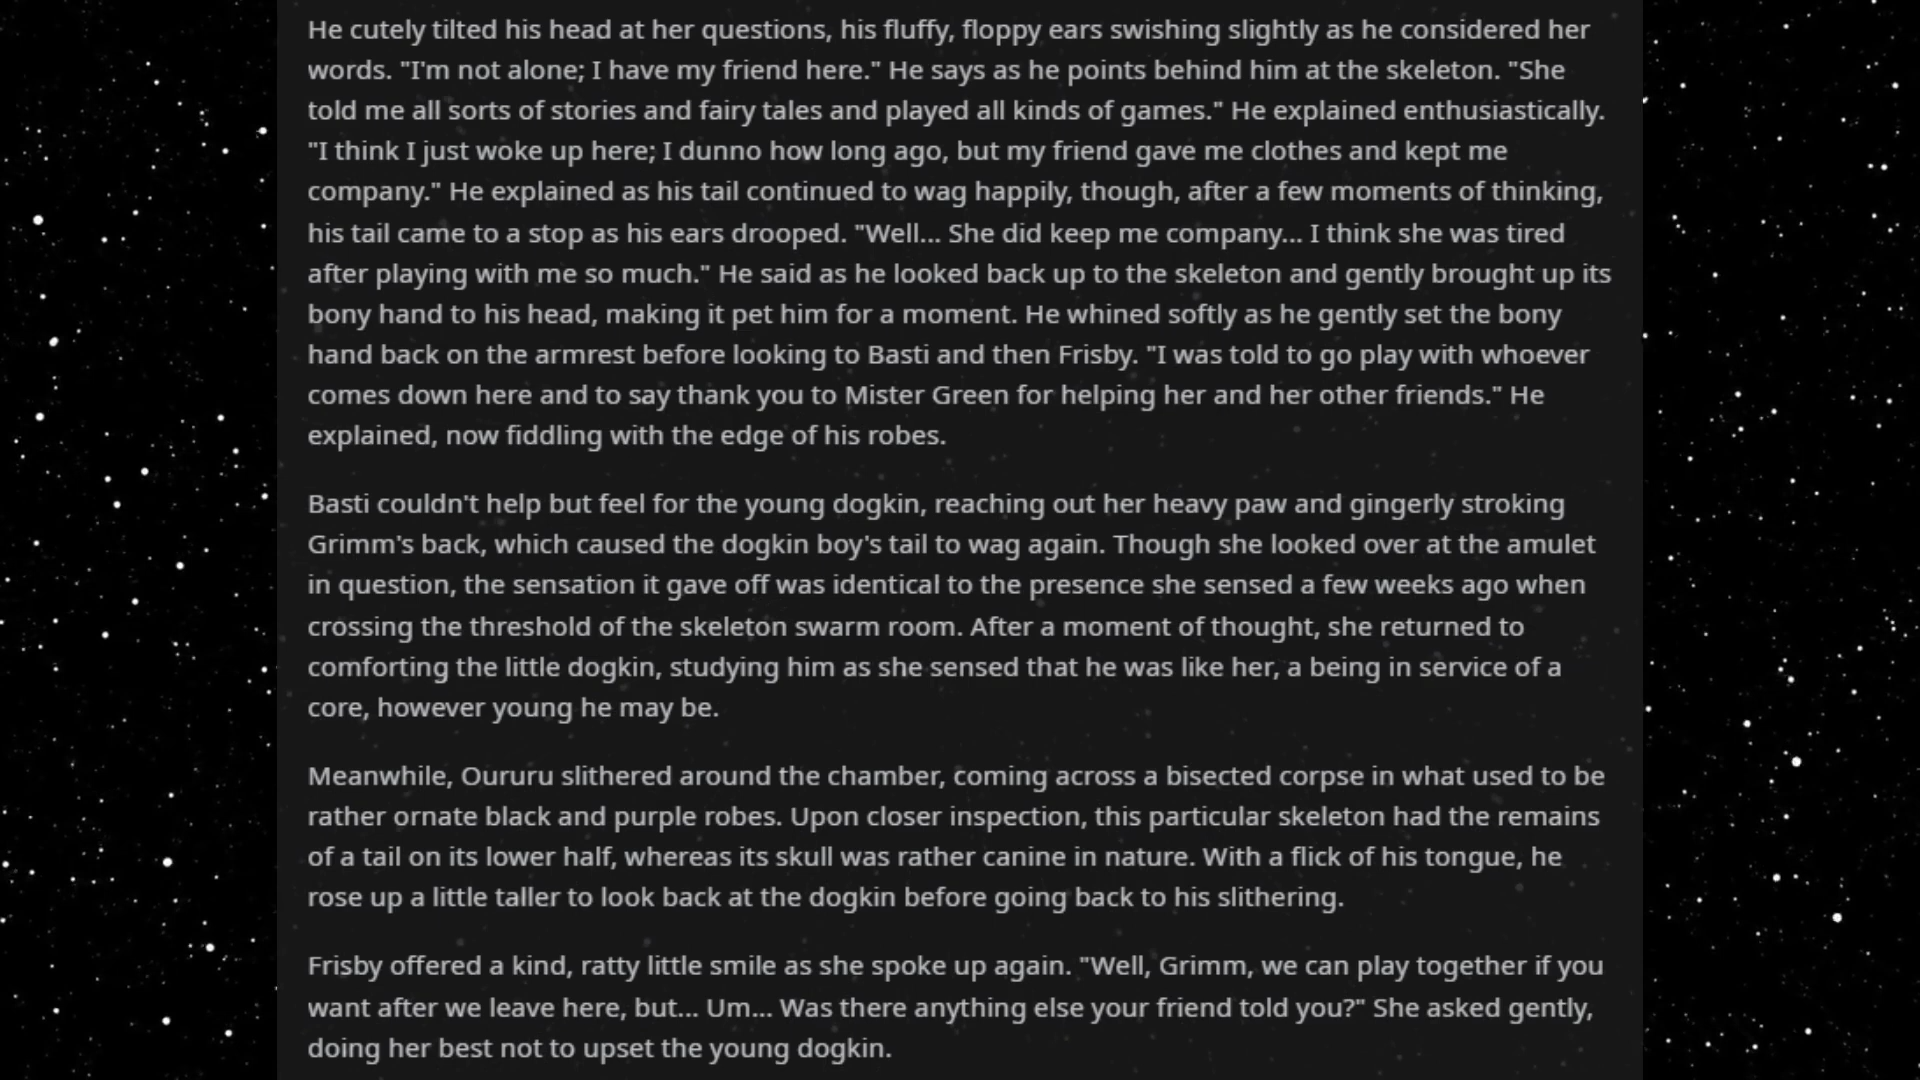 He cutely tilted his head at her questions, his fluffy, floppy ears swishing slightly as he considered her
words. "I'm not alone; I have my friend here." He says as he points behind him at the skeleton. "She
told me all sorts of stories and fairy tales and played all kinds of games." He explained enthusiastically.
"I think I just woke up here; I dunno how long ago, but my friend gave me clothes and kept me
company." He explained as his tail continued to wag happily, though, after a few moments of thinking,
his tail came to a stop as his ears drooped. "Well... She did keep me company... I think she was tired
after playing with me so much." He said as he looked back up to the skeleton and gently brought up its
bony hand to his head, making it pet him for a moment. He whined softly as he gently set the bony
hand back on the armrest before looking to Basti and then Frisby. "I was told to go play with whoever
comes down here and to say thank you to Mister Green for helping her and her other friends." He
explained, now fiddling with the edge of his robes.
Basti couldn't help but feel for the young dogkin, reaching out her heavy paw and gingerly stroking
Grimm's back, which caused the dogkin boy's tail to wag again. Though she looked over at the amulet
in question, the sensation it gave off was identical to the presence she sensed a few weeks ago when
crossing the threshold of the skeleton swarm room. After a moment of thought, she returned to
comforting the little dogkin, studying him as she sensed that he was like her, a being in service of a
core, however young he may be.
Meanwhile, Oururu slithered around the chamber, coming across a bisected corpse in what used to be
rather ornate black and purple robes. Upon closer inspection, this particular skeleton had the remains
of a tail on its lower half, whereas its skull was rather canine in nature. With a flick of his tongue, he
rose up a little taller to look back at the dogkin before going back to his slithering.
Frisby offered a kind, ratty little smile as she spoke up again. "Well, Grimm, we can play together if you
want after we leave here, but... Um... Was there anything else your friend told you?" She asked gently,
doing her best not to upset the young dogkin.